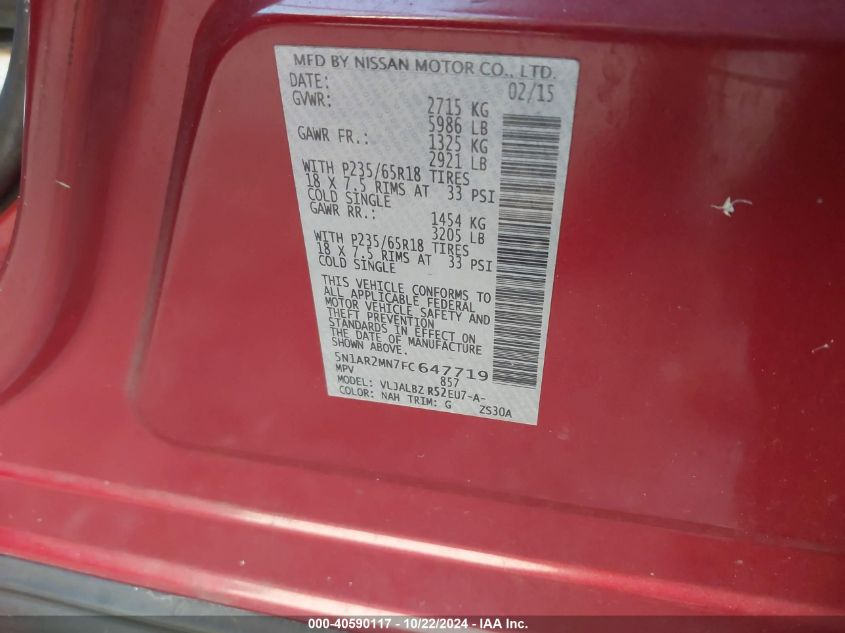 MFD BY NISSAN MOTOR CO., LTD.
DATE: 02/15
GVWR: 2715 KG
5986 LB
GAWR FR.: 1325 KG
2921 LB
WITH P235/65R18 TIRES
18 X 7.5 RIMS AT 33 PSI
COLD SINGLE
GAWR RR.: 1454 KG
3205 LB
WITH P235/65R18 TIRES
18 X 7.5 RIMS AT 33 PSI
COLD SINGLE
THIS VEHICLE CONFORMS TO
ALL APPLICABLE FEDERAL
MOTOR VEHICLE SAFETY AND
THEFT PREVENTION
STANDARDS IN EFFECT ON
THE DATE OF MANUFACTURE
SHOWN ABOVE.
5N1AR2MN7FC647719
MPV 857
MODEL: VLJALBZ R52EU7-A-
COLOR: NAH TRIM: G ZS30A
000-40590117 - 10/22/2024 - IAA Inc.